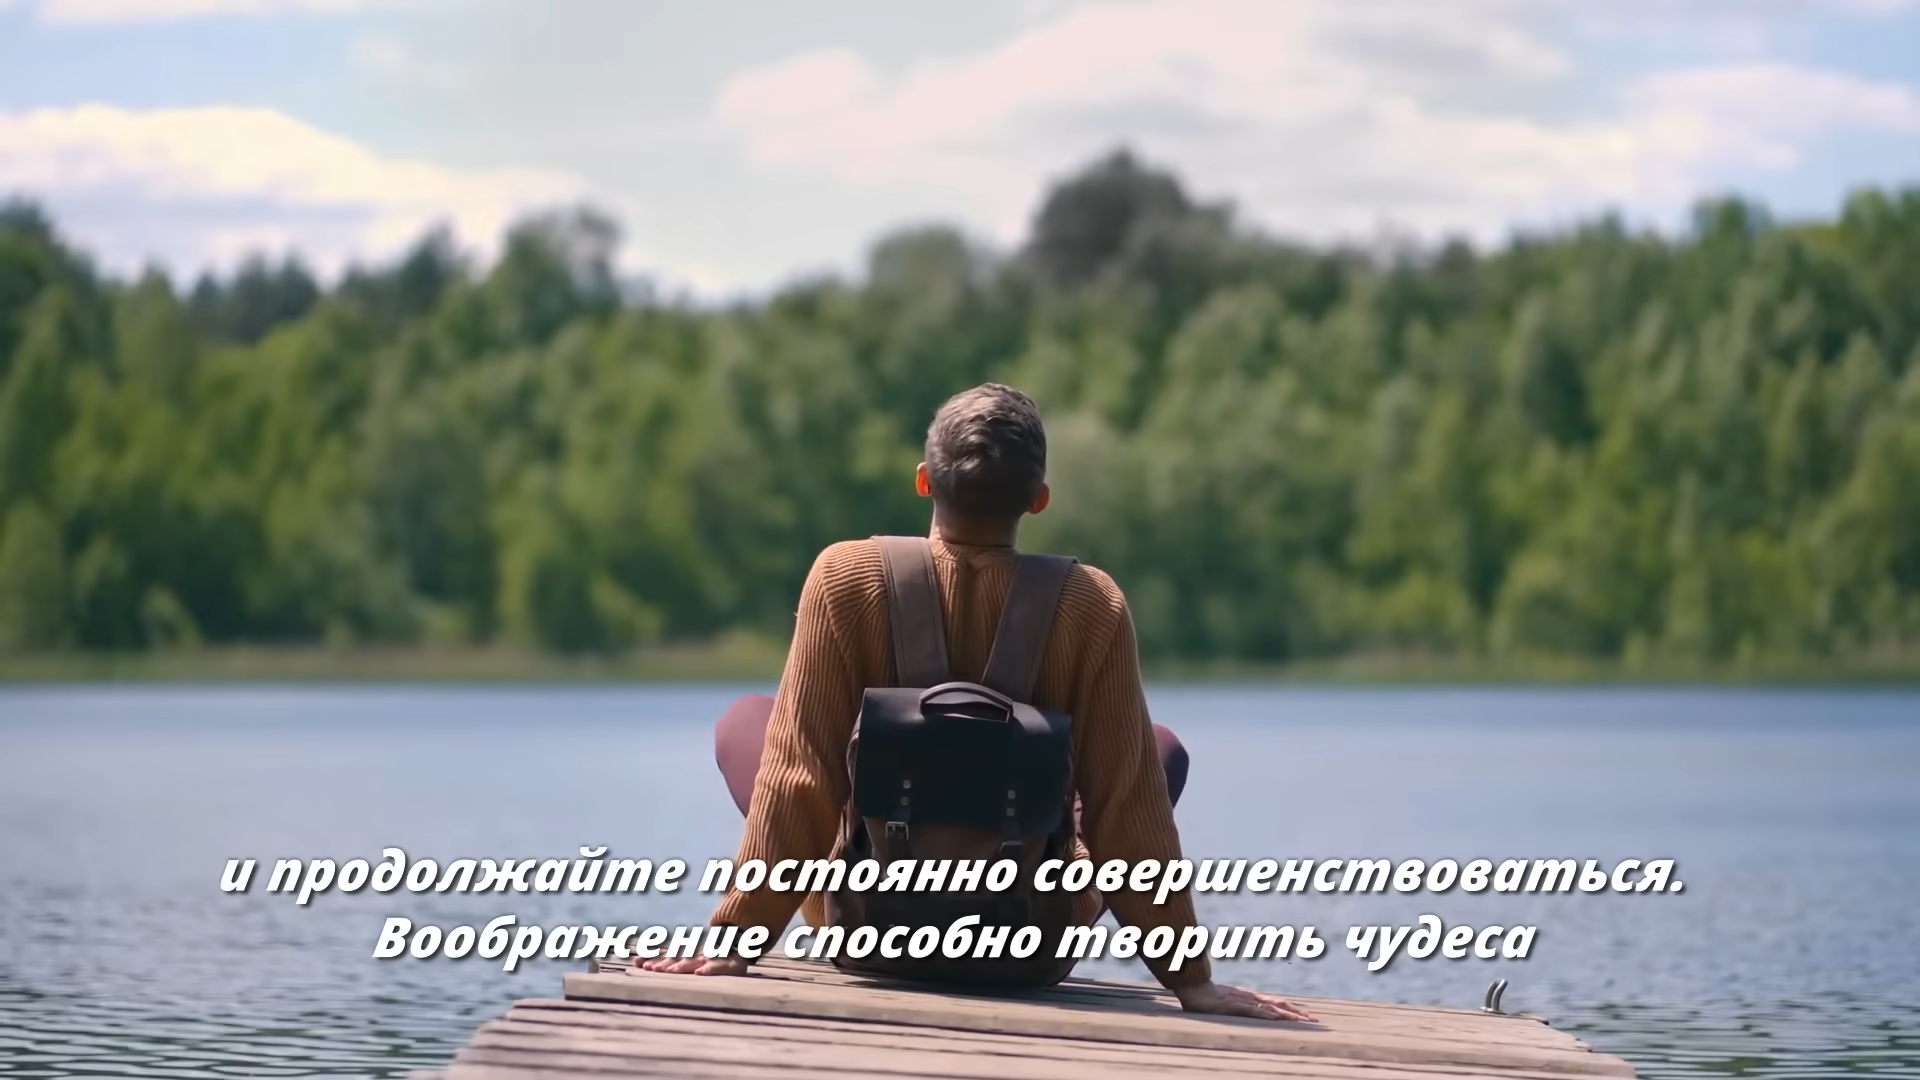 и продолжайте постоянно совершенствоваться.
Воображение способно творить чудеса